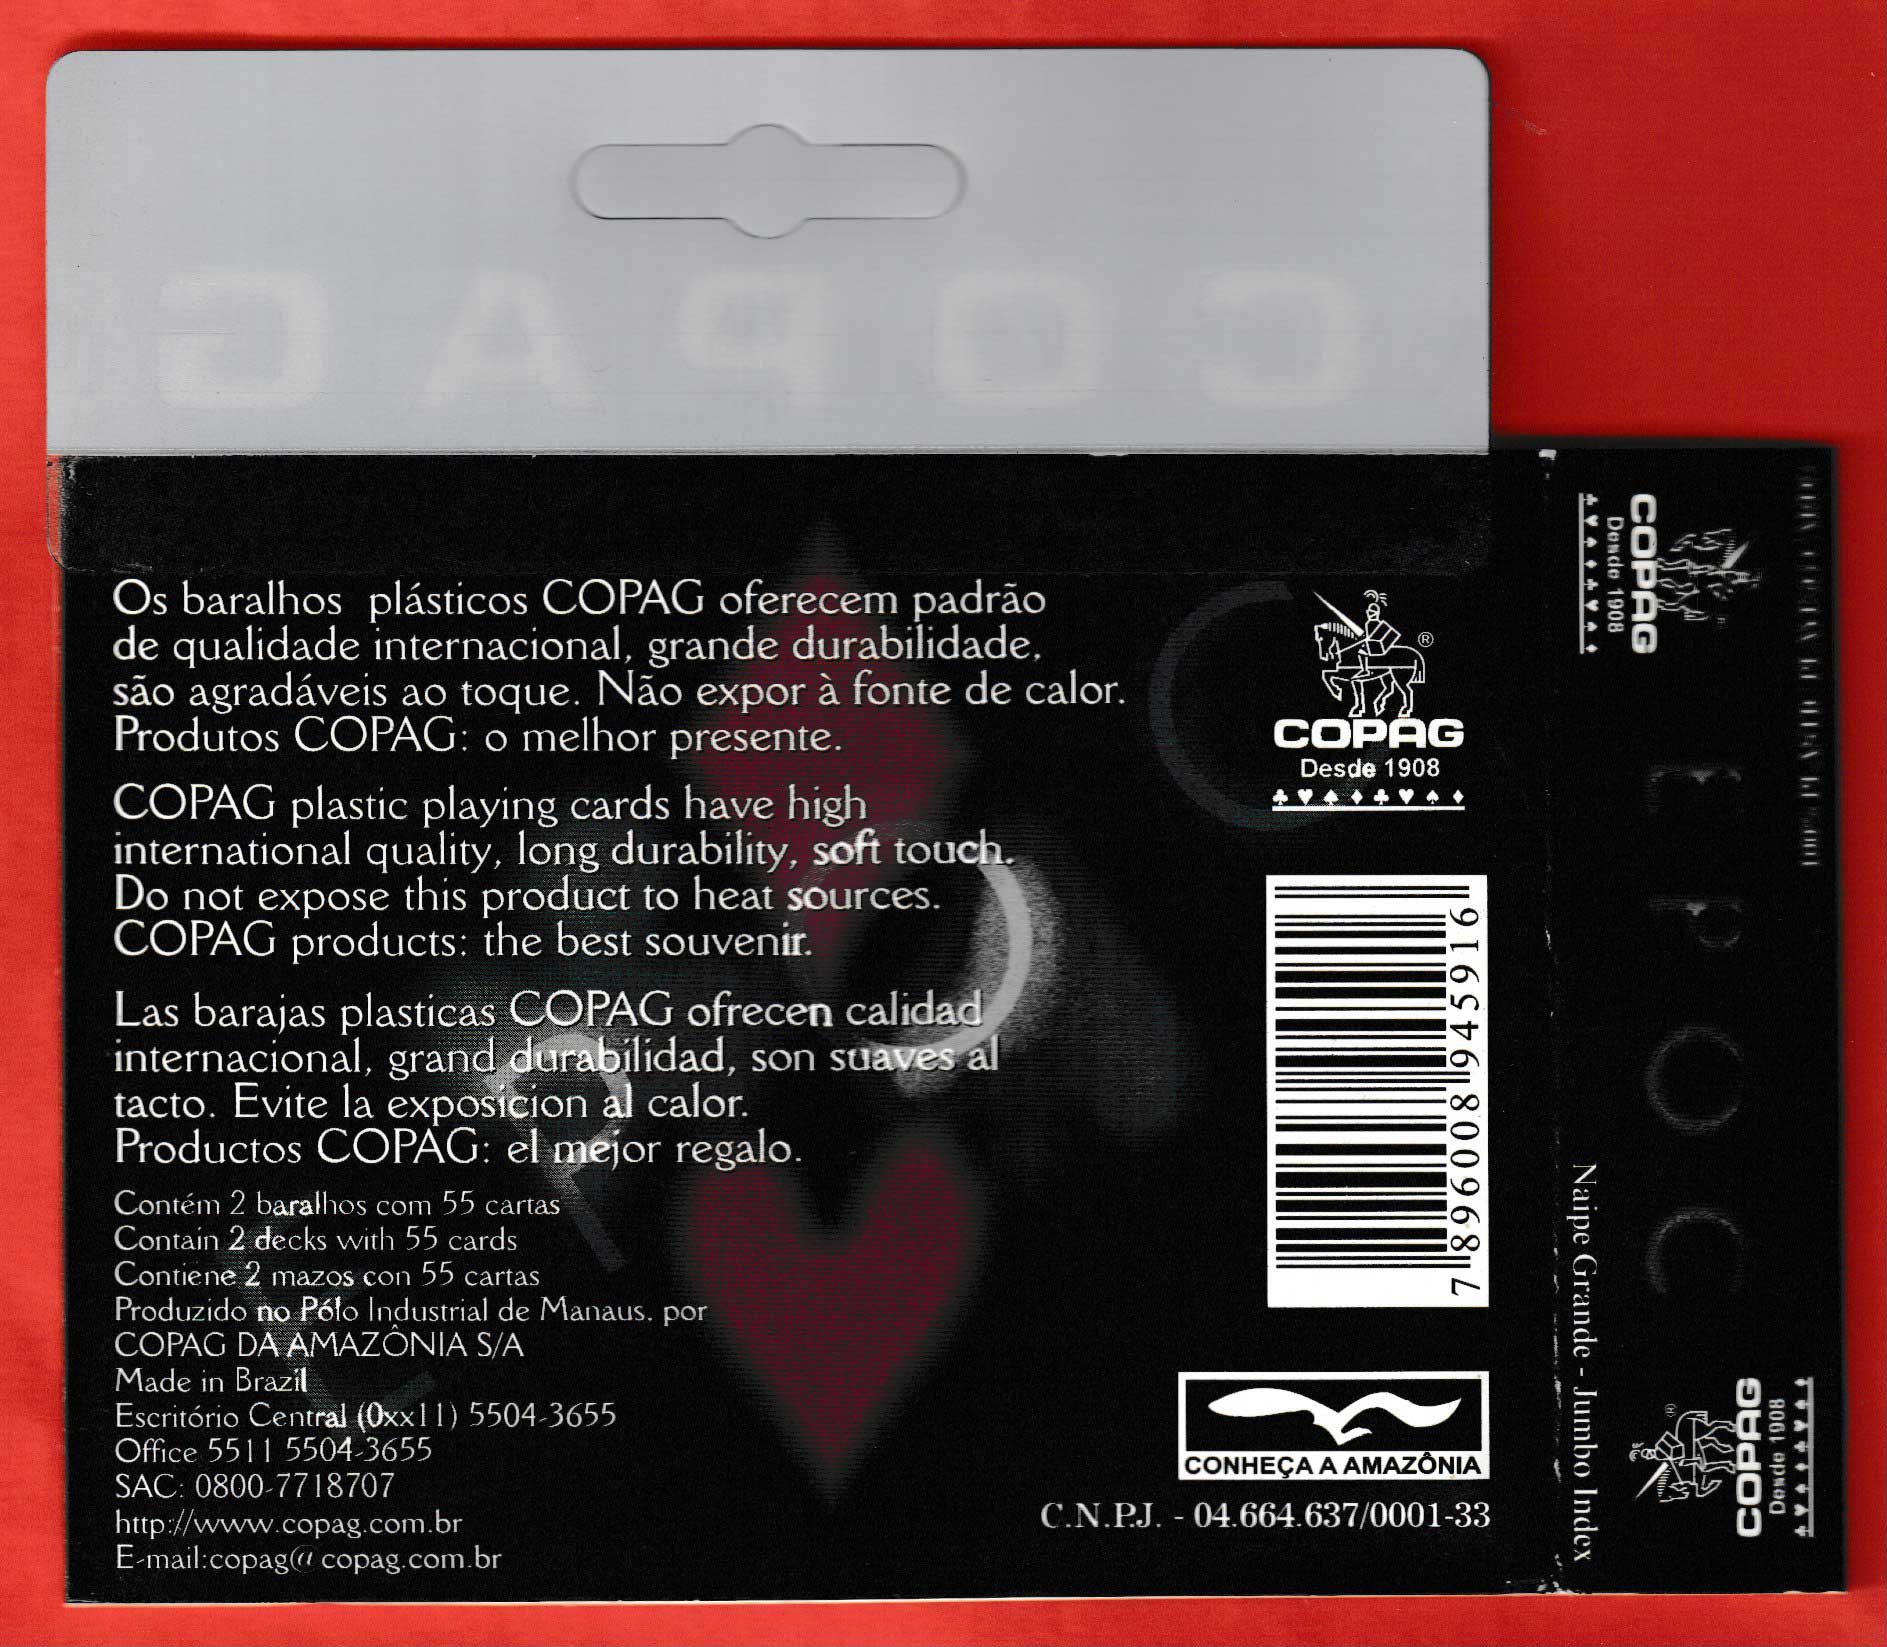 COPAG
Os baralhos plásticos COPAG oferecem padrão
de qualidade internacional, grande durabilidade,
são agradáveis ao toque. Não expor à fonte de calor.
Produtos COPAG: o melhor presente.
COPAG plastic playing cards have high
international quality, long durability, soft touch.
Do not expose this product to heat sources.
COPAG products: the best souvenir.
Las barajas plasticas COPAG ofrecen calidad
internacional, grand durabilidad, son suaves al
tacto. Evite la exposicion al calor.
Productos COPAG: el mejor regalo.
Contém 2 baralhos com 55 cartas
Contain 2 decks with 55 cards
Contiene 2 mazos con 55 cartas
Produzido no Pólo Industrial de Manaus, por
COPAG DA AMAZÔNIA S/A
Made in Brazil
Escritório Central (0xx11) 5504-3655
Office 5511 5504-3655
SAC: 0800-7718707
http://www.copag.com.br
E-mail:copag@copag.com.br
®
COPAG
Desde 1908
7 896008 945916
CONHEÇA A AMAZÔNIA
C.N.P.J. - 04.664.637/0001-33
COPAG
Desde 1908
EPOC
Naipe Grande - Jumbo Index
®
COPAG
Desde 1908